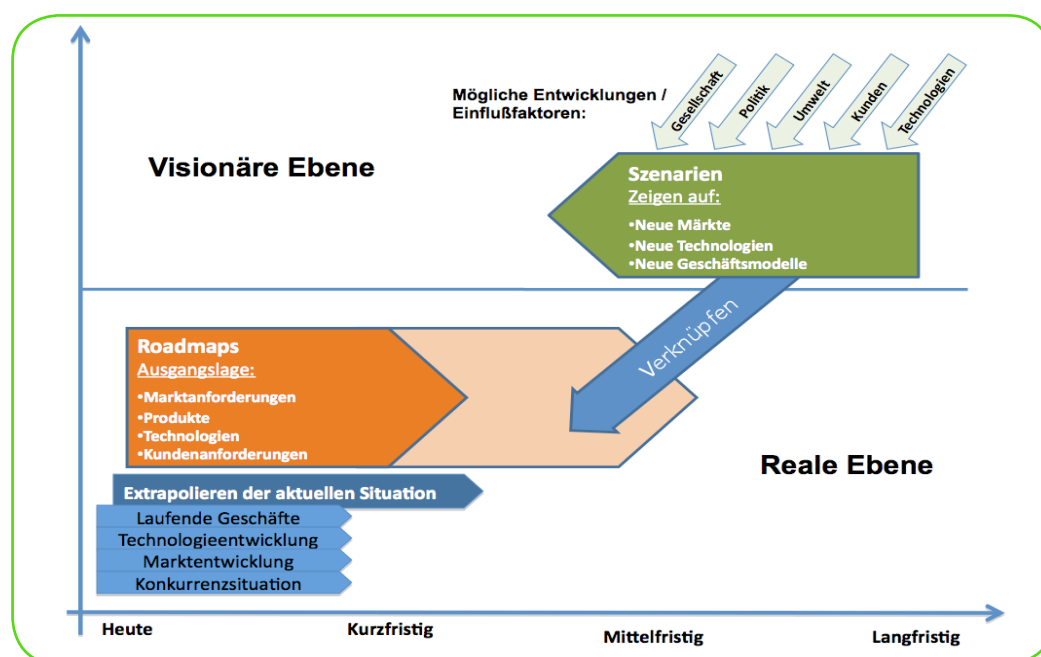 Mögliche Entwicklungen /
Einflußfaktoren:
Gesellschaft
Politik
Umwelt
Kunden
Technologien
Visionäre Ebene
Szenarien
Zeigen auf:
•Neue Märkte
•Neue Technologien
•Neue Geschäftsmodelle
Verknüpfen
Roadmaps
Ausgangslage:
•Marktanforderungen
•Produkte
•Technologien
•Kundenanforderungen
Reale Ebene
Extrapolieren der aktuellen Situation
Laufende Geschäfte
Technologieentwicklung
Marktentwicklung
Konkurrenzsituation
Heute
Kurzfristig
Mittelfristig
Langfristig